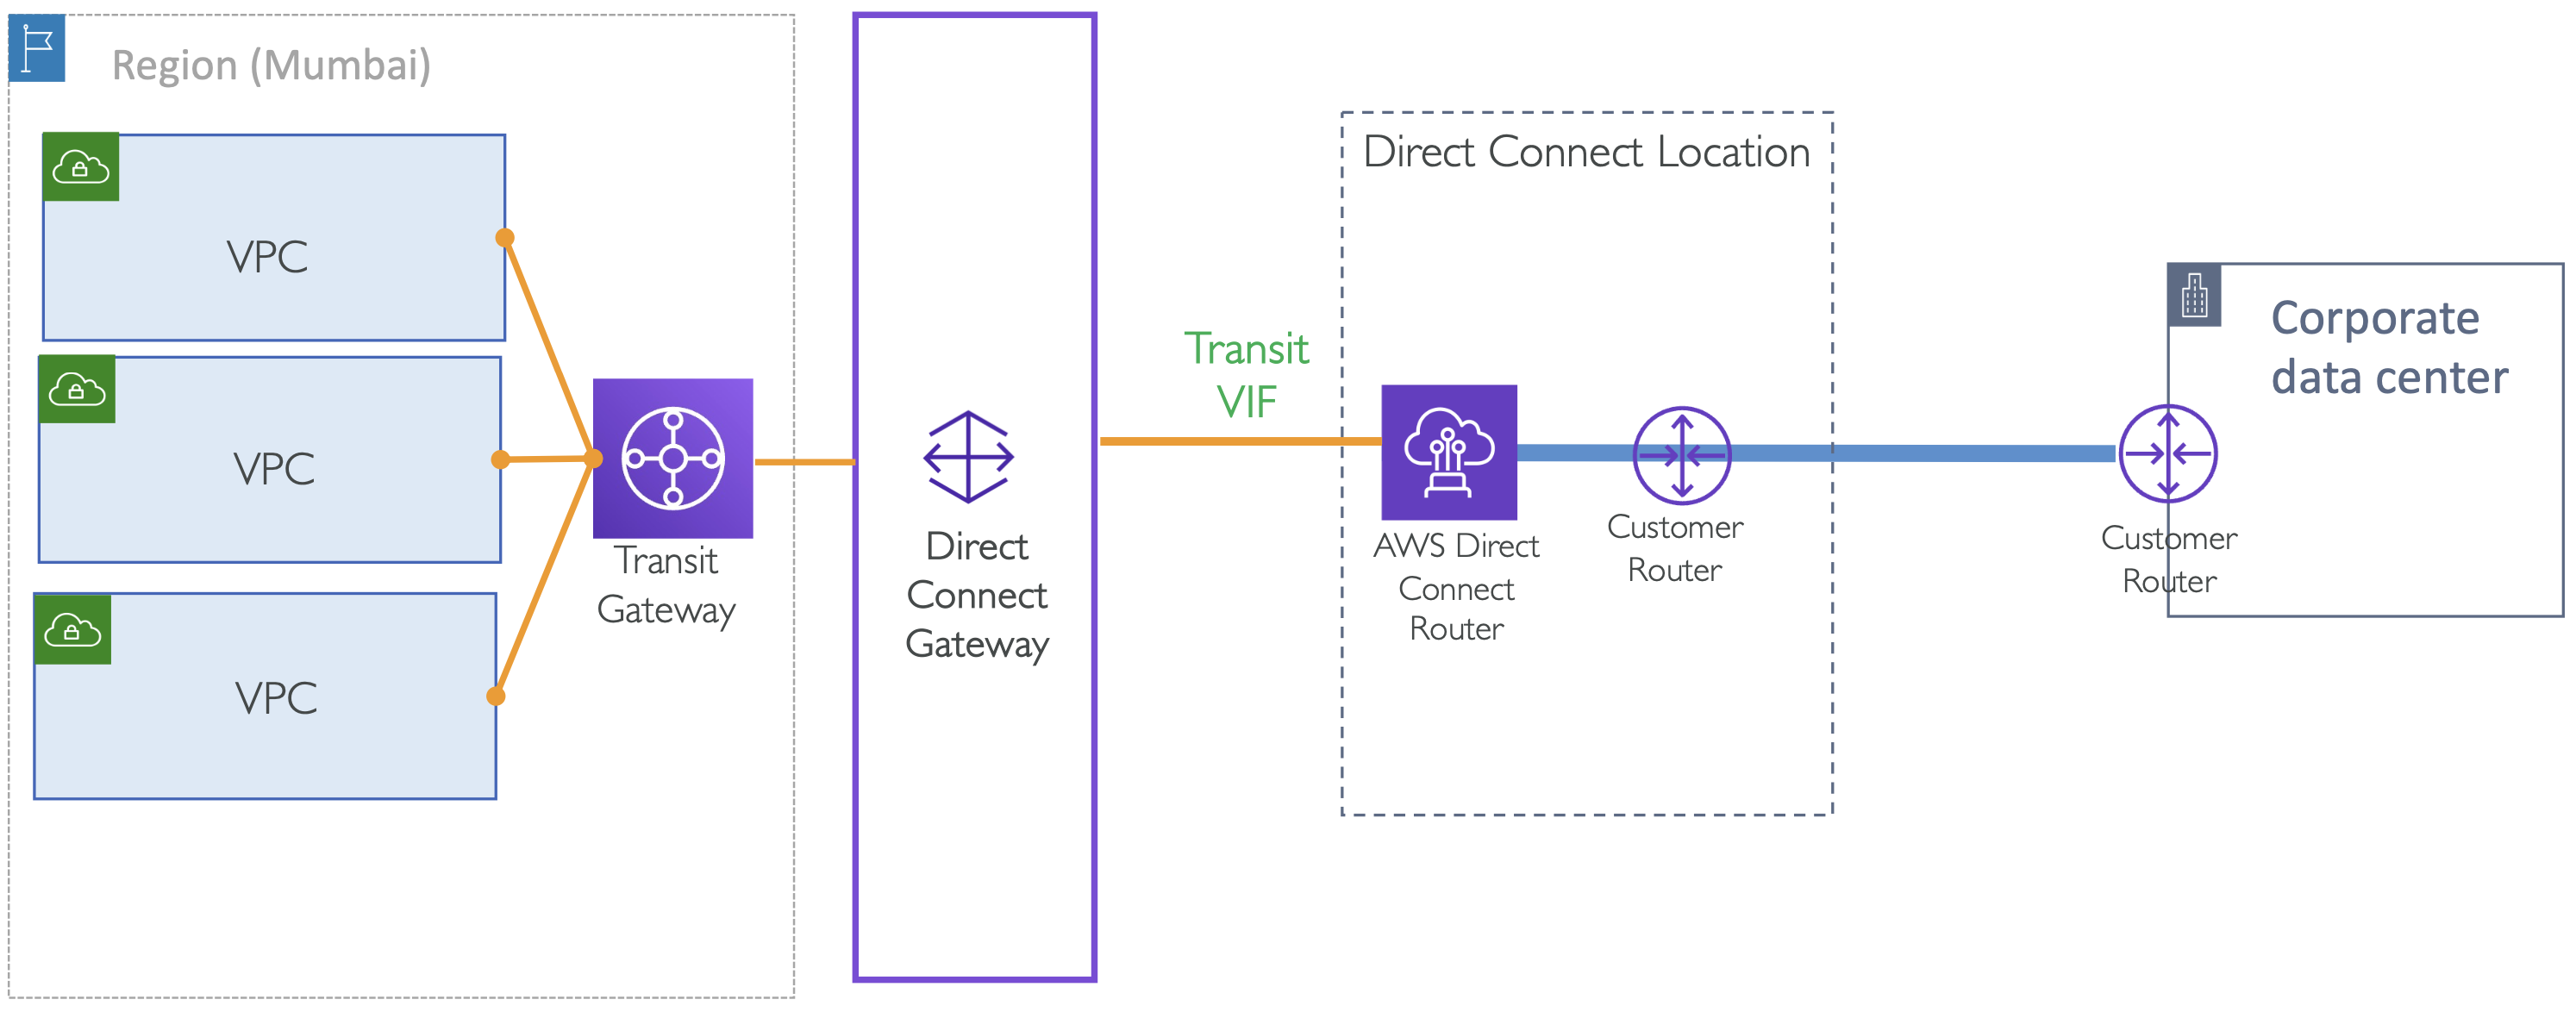 Region (Mumbai)
VPC
VPC
VPC
Transit
Gateway
Direct
Connect
Gateway
Transit
VIF
Direct Connect Location
AWS Direct
Connect
Router
Customer
Router
Corporate
data center
Customer
Router